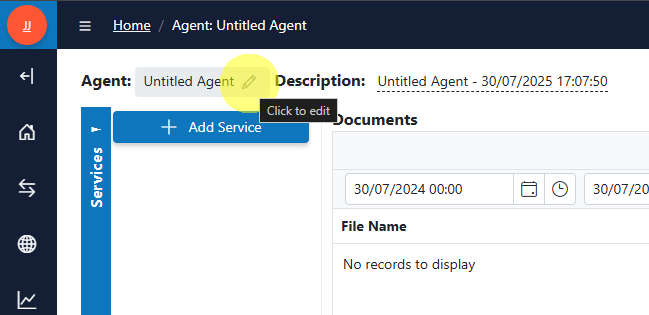 JJ
Home / Agent: Untitled Agent
Agent: Untitled Agent Description: Untitled Agent - 30/07/2025 17:07:50
Click to edit
Services
Add Service
Documents
30/07/2024 00:00 30/07/20
File Name
No records to display